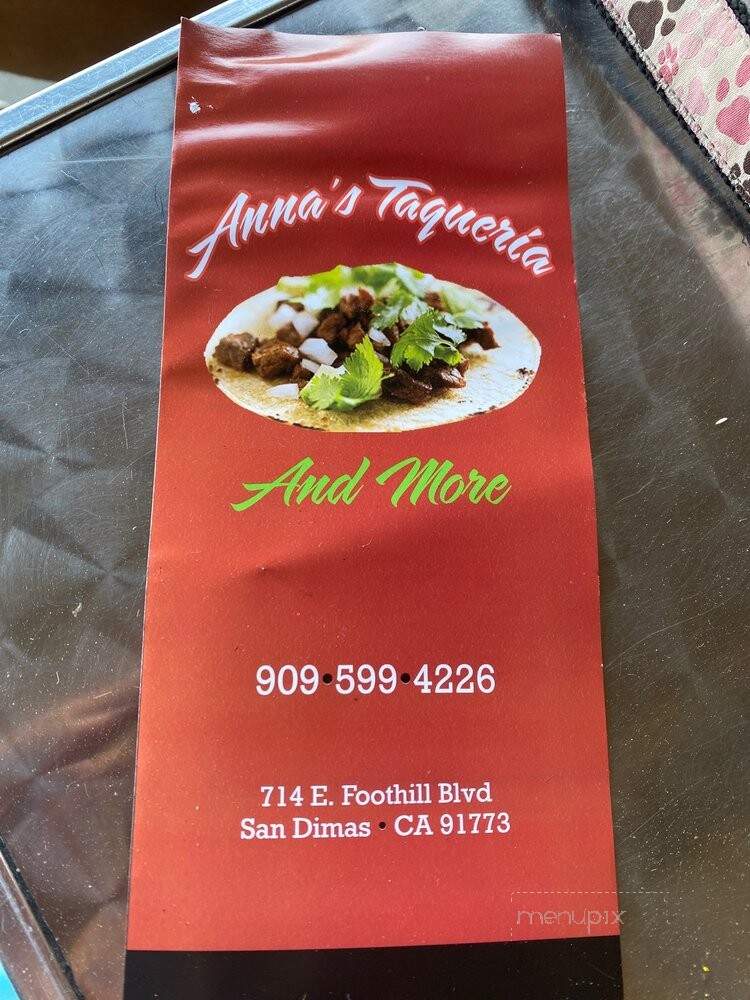 Anna's Taqueria
And More
909•599•4226
714 E. Foothill Blvd
San Dimas • CA 91773
menupix